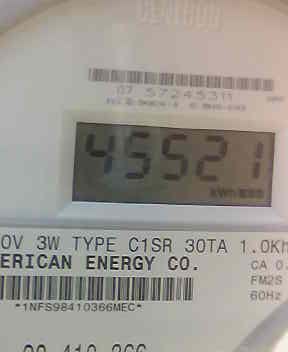 CENTRON
07 57245311
45521
kWh
0V 3W TYPE C1SR 30TA 1.0Kh
ERICAN ENERGY CO.
CA 0.
FM2S
60Hz
*1NFS98410366MEC*